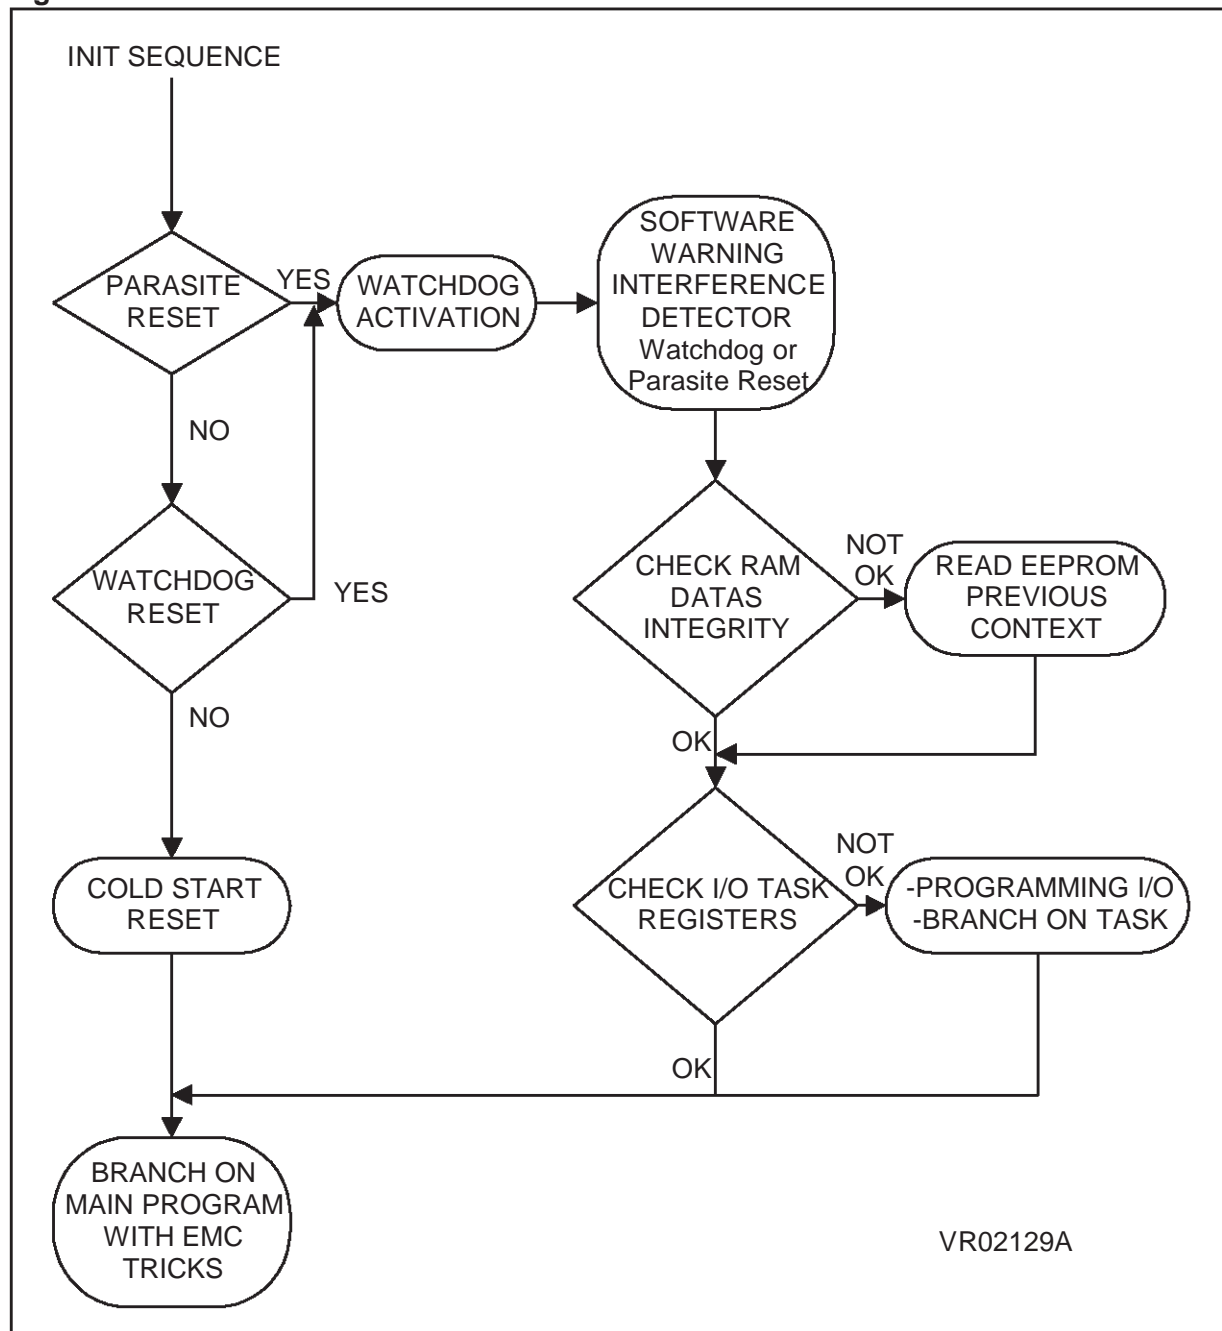 INIT SEQUENCE
PARASITE
RESET
YES
WATCHDOG
ACTIVATION
SOFTWARE
WARNING
INTERFERENCE
DETECTOR
Watchdog or
Parasite Reset
NO
WATCHDOG
RESET
YES
CHECK RAM
DATAS
INTEGRITY
NOT
OK
READ EEPROM
PREVIOUS
CONTEXT
NO
OK
COLD START
RESET
CHECK I/O TASK
REGISTERS
NOT
OK
-PROGRAMMING I/O
-BRANCH ON TASK
OK
BRANCH ON
MAIN PROGRAM
WITH EMC
TRICKS
VR02129A